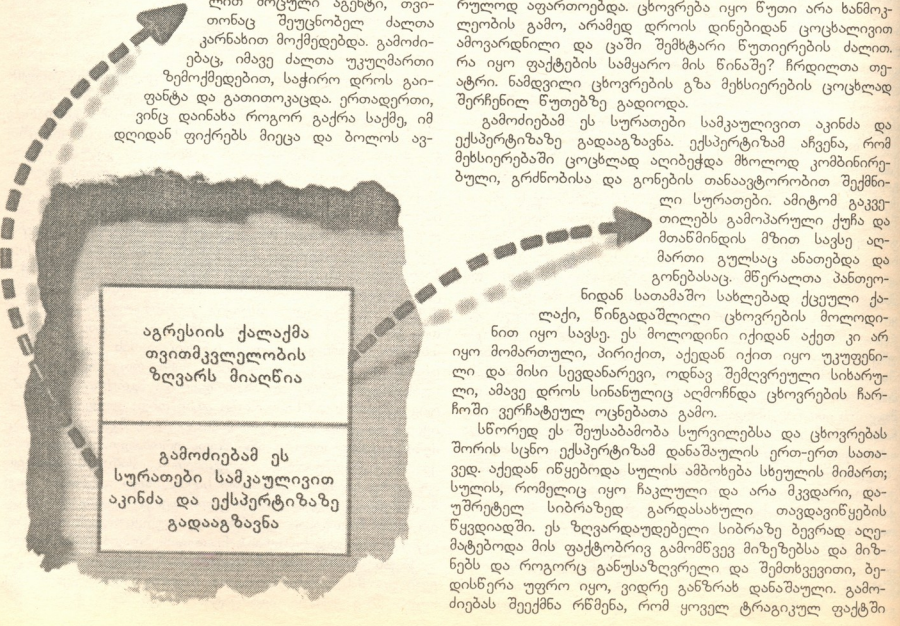 ლით მოცული აგენტი, თვი-
თონაც შეუცნობელ ძალთა
კარნახით მოქმედებდა. გამოძი-
ებაც, იმავე ძალთა უკუღმართი
ზემოქმედებით, საჭირო დროს გაი-
ფანტა და გათითოკაცდა. ერთადერთი,
ვინც დაინახა როგორ გაქრა საქმე, იმ
დღიდან ფიქრებს მიეცა და ბოლოს ავ-
აგრესიის ქალაქმა
თვითმკვლელობის
ზღვარს მიაღწია
გამოძიებამ ეს
სურათები სამკაულივით
აკინძა და ექსპერტიზაზე
გადააგზავნა
რულოდ აფართოებდა. ცხოვრება იყო წუთი არა ხანმოკ-
ლეობის გამო, არამედ დროის დინებიდან ცოცხალივით
ამოვარდნილი და ცაში შემხტარი წუთიერების ძალით.
რა იყო ფაქტების სამყარო მის წინაშე? ჩრდილთა თე-
ატრი. ნამდვილი ცხოვრების გზა მეხსიერების ცოცხლად
შერჩენილ წუთებზე გადიოდა.
გამოძიებამ ეს სურათები სამკაულივით აკინძა და
ექსპერტიზაზე გადააგზავნა. ექსპერტიზამ აჩვენა, რომ
მეხსიერებაში ცოცხლად აღიბეჭდა მხოლოდ კომბინირე-
ბული, გრძნობისა და გონების თანაავტორობით შექმნი-
ლი სურათები. ამიტომ გაკვე-
თილებს გამოპარული ქუჩა და
მთაწმინდის მზით სავსე აღ-
მართი გულსაც ანათებდა და
გონებასაც. მწერალთა პანთეო-
ნიდან სათამაშო სახლებად ქცეული ქა-
ლაქი, წინგადაშლილი ცხოვრების მოლოდი-
ნით იყო სავსე. ეს მოლოდინი იქიდან აქეთ კი არ
იყო მომართული, პირიქით, აქედან იქით იყო უკუფენი-
ლი და მისი სევდანარევი, ოდნავ შემღვრეული სიხარუ-
ლი, ამავე დროს სინანულიც აღმოჩნდა ცხოვრების ჩარ-
ჩოში ვერჩატეულ ოცნებათა გამო.
სწორედ ეს შეუსაბამობა სურვილებსა და ცხოვრებას
შორის სცნო ექსპერტიზამ დანაშაულის ერთ-ერთ სათა-
ვედ. აქედან იწყებოდა სულის ამბოხება სხეულის მიმართ;
სულის, რომელიც იყო ჩაკლული და არა მკვდარი, და-
უშრეტელ სიბრაზედ გარდასახული თავდავიწყების
წყვდიადში. ეს ზღვარდაუდებელი სიბრაზე ბევრად აღე-
მატებოდა მის ფაქტობრივ გამომწვევ მიზეზებსა და მიზ-
ნებს და როგორც განუსაზღვრელი და შემთხვევითი, ბე-
დისწერა უფრო იყო, ვიდრე განზრახ დანაშაული. გამო-
ძიებას შეექმნა რწმენა, რომ ყოველ ტრაგიკულ ფაქტში